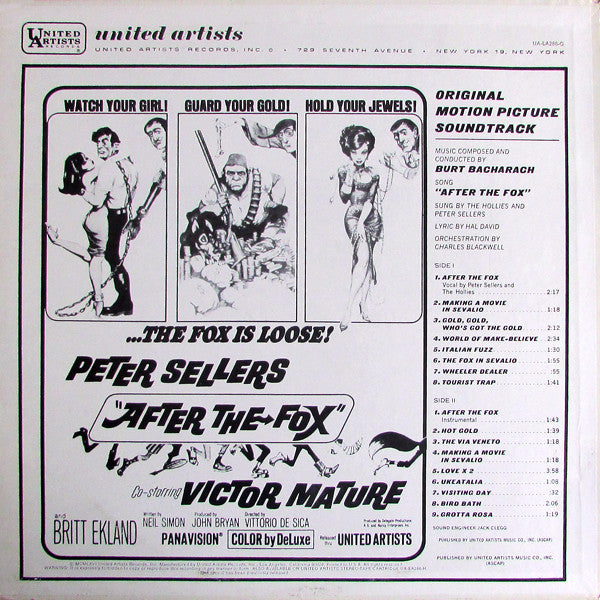 UNITED
ARTISTS
RECORDS
united artists
UNITED ARTISTS RECORDS, INC. • 729 SEVENTH AVENUE • NEW YORK 19, NEW YORK
UA-LA286-G
WATCH YOUR GIRL!
GUARD YOUR GOLD!
HOLD YOUR JEWELS!
...THE FOX IS LOOSE!
PETER SELLERS
"AFTER THE FOX"
Co-starring VICTOR MATURE
and
BRITT EKLAND
Written by
NEIL SIMON
Produced by
JOHN BRYAN
Directed by
VITTORIO DE SICA
PANAVISION® COLOR by DeLuxe
Released thru UNITED ARTISTS
ORIGINAL
MOTION PICTURE
SOUNDTRACK
MUSIC COMPOSED AND
CONDUCTED BY
BURT BACHARACH
SONG
"AFTER THE FOX"
SUNG BY THE HOLLIES AND
PETER SELLERS
LYRIC BY HAL DAVID
ORCHESTRATION BY
CHARLES BLACKWELL
SIDE I
1. AFTER THE FOX
Vocal by Peter Sellers and
The Hollies 2:17
2. MAKING A MOVIE
IN SEVALIO 1:18
3. GOLD, GOLD,
WHO'S GOT THE GOLD 2:12
4. WORLD OF MAKE-BELIEVE 2:34
5. ITALIAN FUZZ 1:30
6. THE FOX IN SEVALIO 1:55
7. WHEELER DEALER :55
8. TOURIST TRAP 1:41
SIDE II
1. AFTER THE FOX
Instrumental 1:43
2. HOT GOLD 1:39
3. THE VIA VENETO 1:18
4. MAKING A MOVIE
IN SEVALIO 1:18
5. LOVE X 2 3:58
6. UKEATALIA 1:08
7. VISITING DAY :32
8. BIRD BATH 2:06
9. GROTTA ROSA 1:19
SOUND ENGINEER JACK CLEGG
PUBLISHED BY UNITED ARTISTS MUSIC CO., INC. (ASCAP)
PUBLISHED BY UNITED ARTISTS MUSIC CO., INC.
(ASCAP)